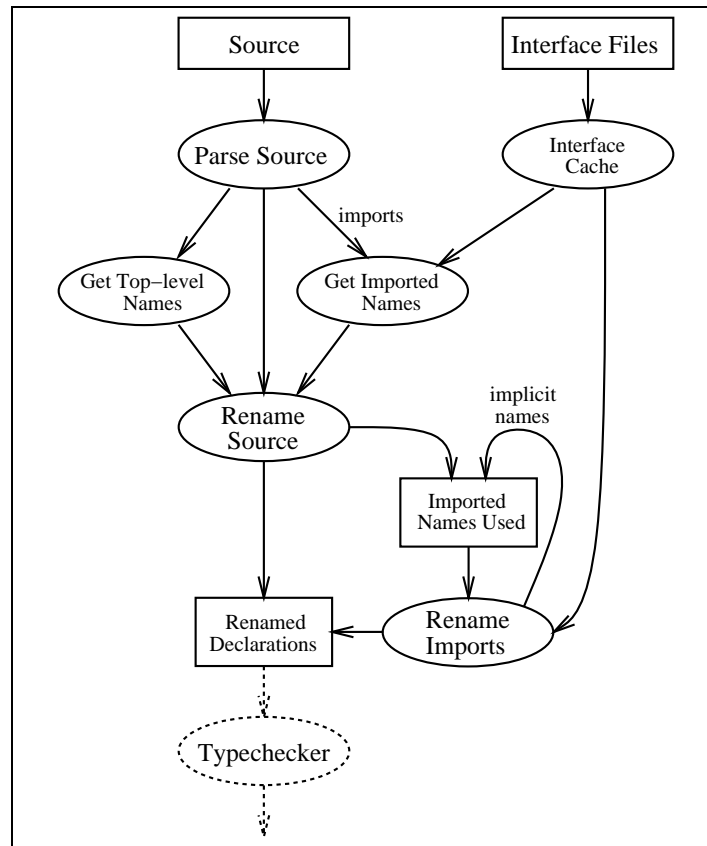 Source
Interface Files
Parse Source
Interface
Cache
imports
Get Top−level
Names
Get Imported
Names
implicit
names
Rename
Source
Imported
Names Used
Renamed
Declarations
Rename
Imports
Typechecker